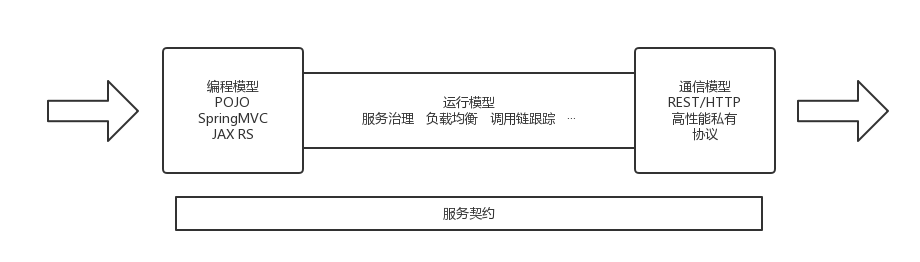 编程模型
POJO
SpringMVC
JAX RS
运行模型
服务治理 负载均衡 调用链跟踪 ...
通信模型
REST/HTTP
高性能私有
协议
服务契约